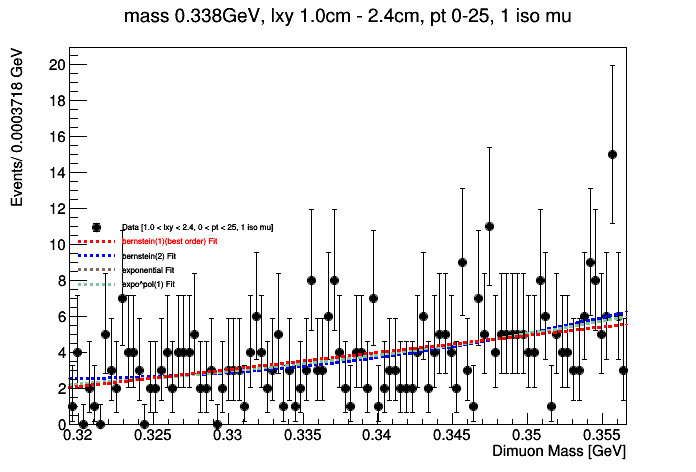 mass 0.338GeV, lxy 1.0cm - 2.4cm, pt 0-25, 1 iso mu
Events/ 0.0003718 GeV
20
18
16
14
12
10
8
6
4
2
0
Data [1.0 < lxy < 2.4, 0 < pt < 25, 1 iso mu]
bernstein(1)(best order) Fit
bernstein(2) Fit
exponential Fit
expo*pol(1) Fit
0.32 0.325 0.33 0.335 0.34 0.345 0.35 0.355
Dimuon Mass [GeV]